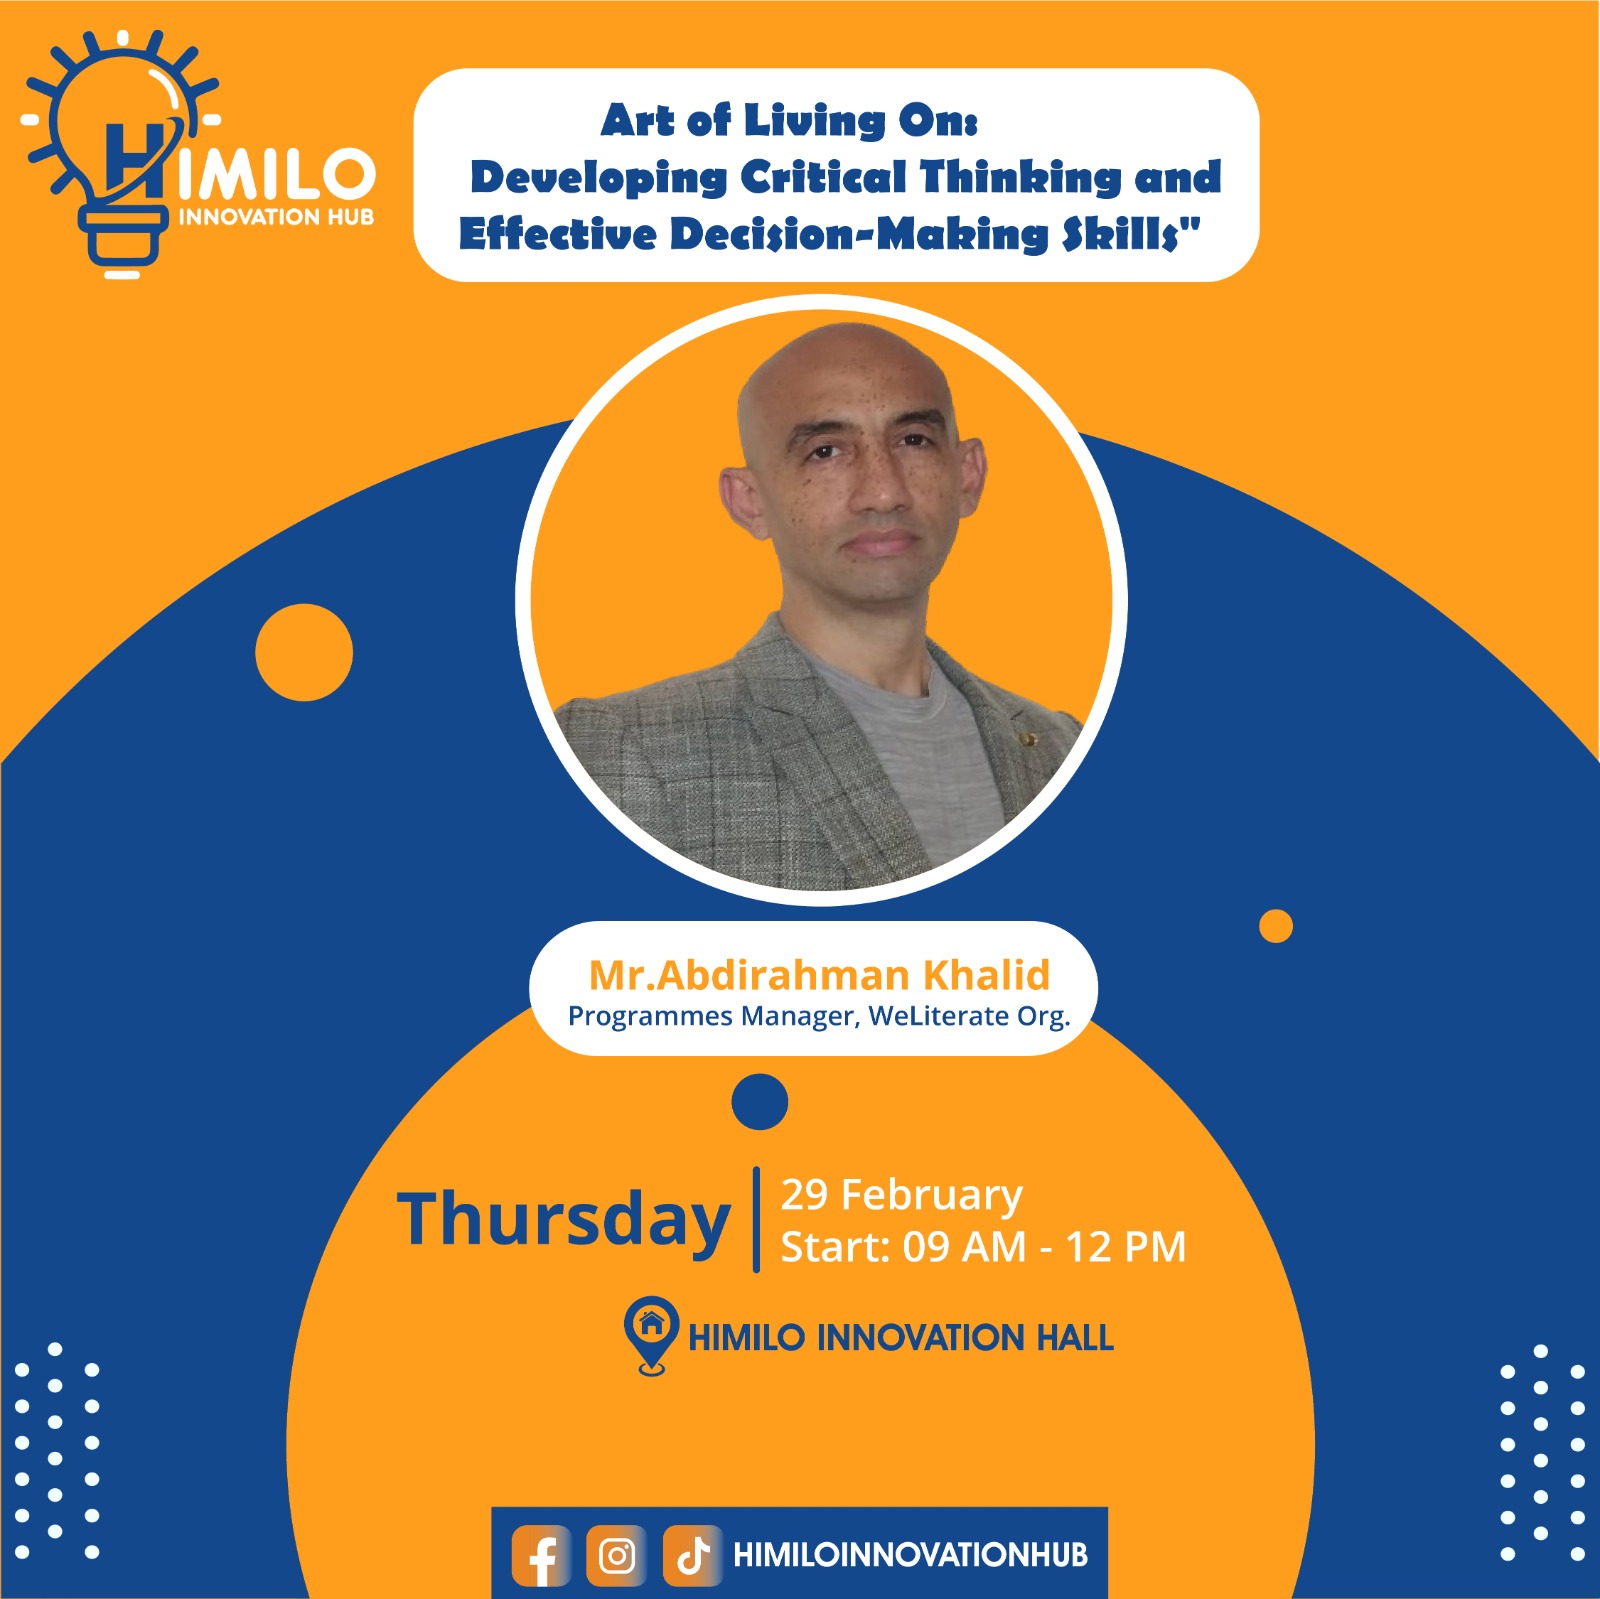 HIMILO
INNOVATION HUB
Art of Living On:
Developing Critical Thinking and
Effective Decision-Making Skills"
Mr.Abdirahman Khalid
Programmes Manager, WeLiterate Org.
Thursday
29 February
Start: 09 AM - 12 PM
HIMILO INNOVATION HALL
HIMILOINNOVATIONHUB